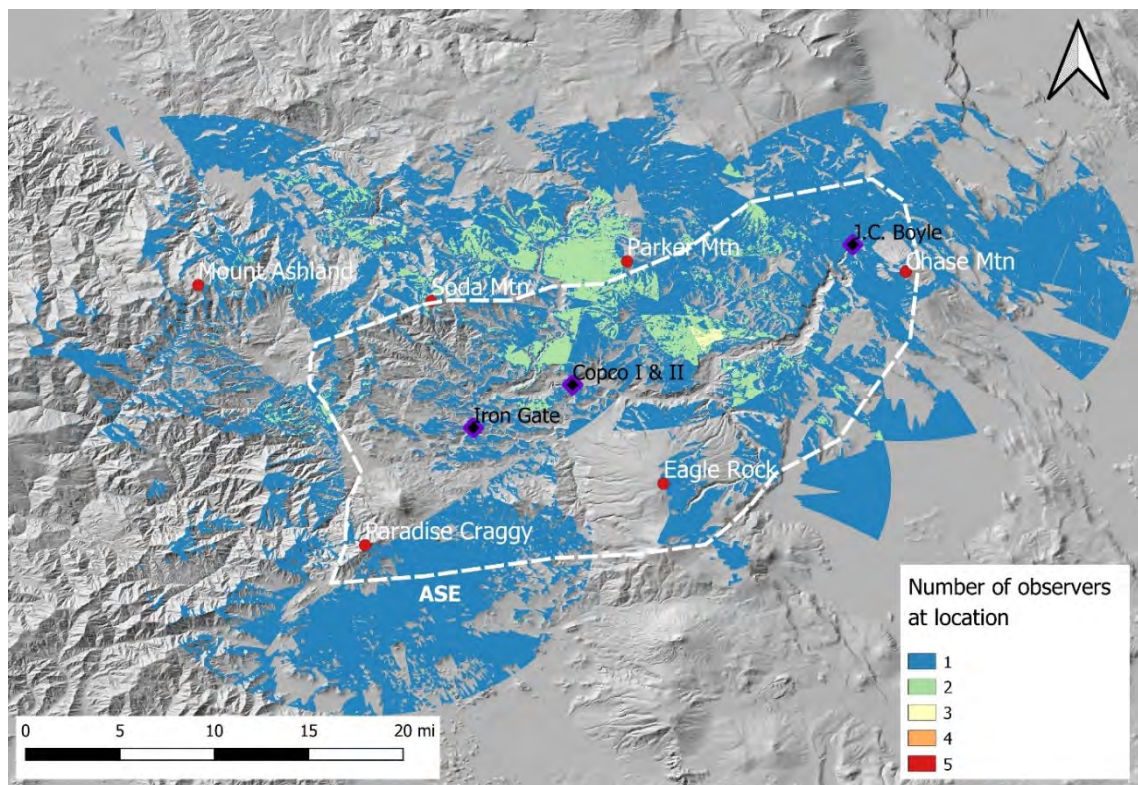 J.C. Boyle
Parker Mtn
Chase Mtn
Mount Ashland
Soda Mtn
Copco I & II
Iron Gate
Eagle Rock
Paradise Craggy
ASE
Number of observers
at location
1
2
3
4
5
0 5 10 15 20 mi